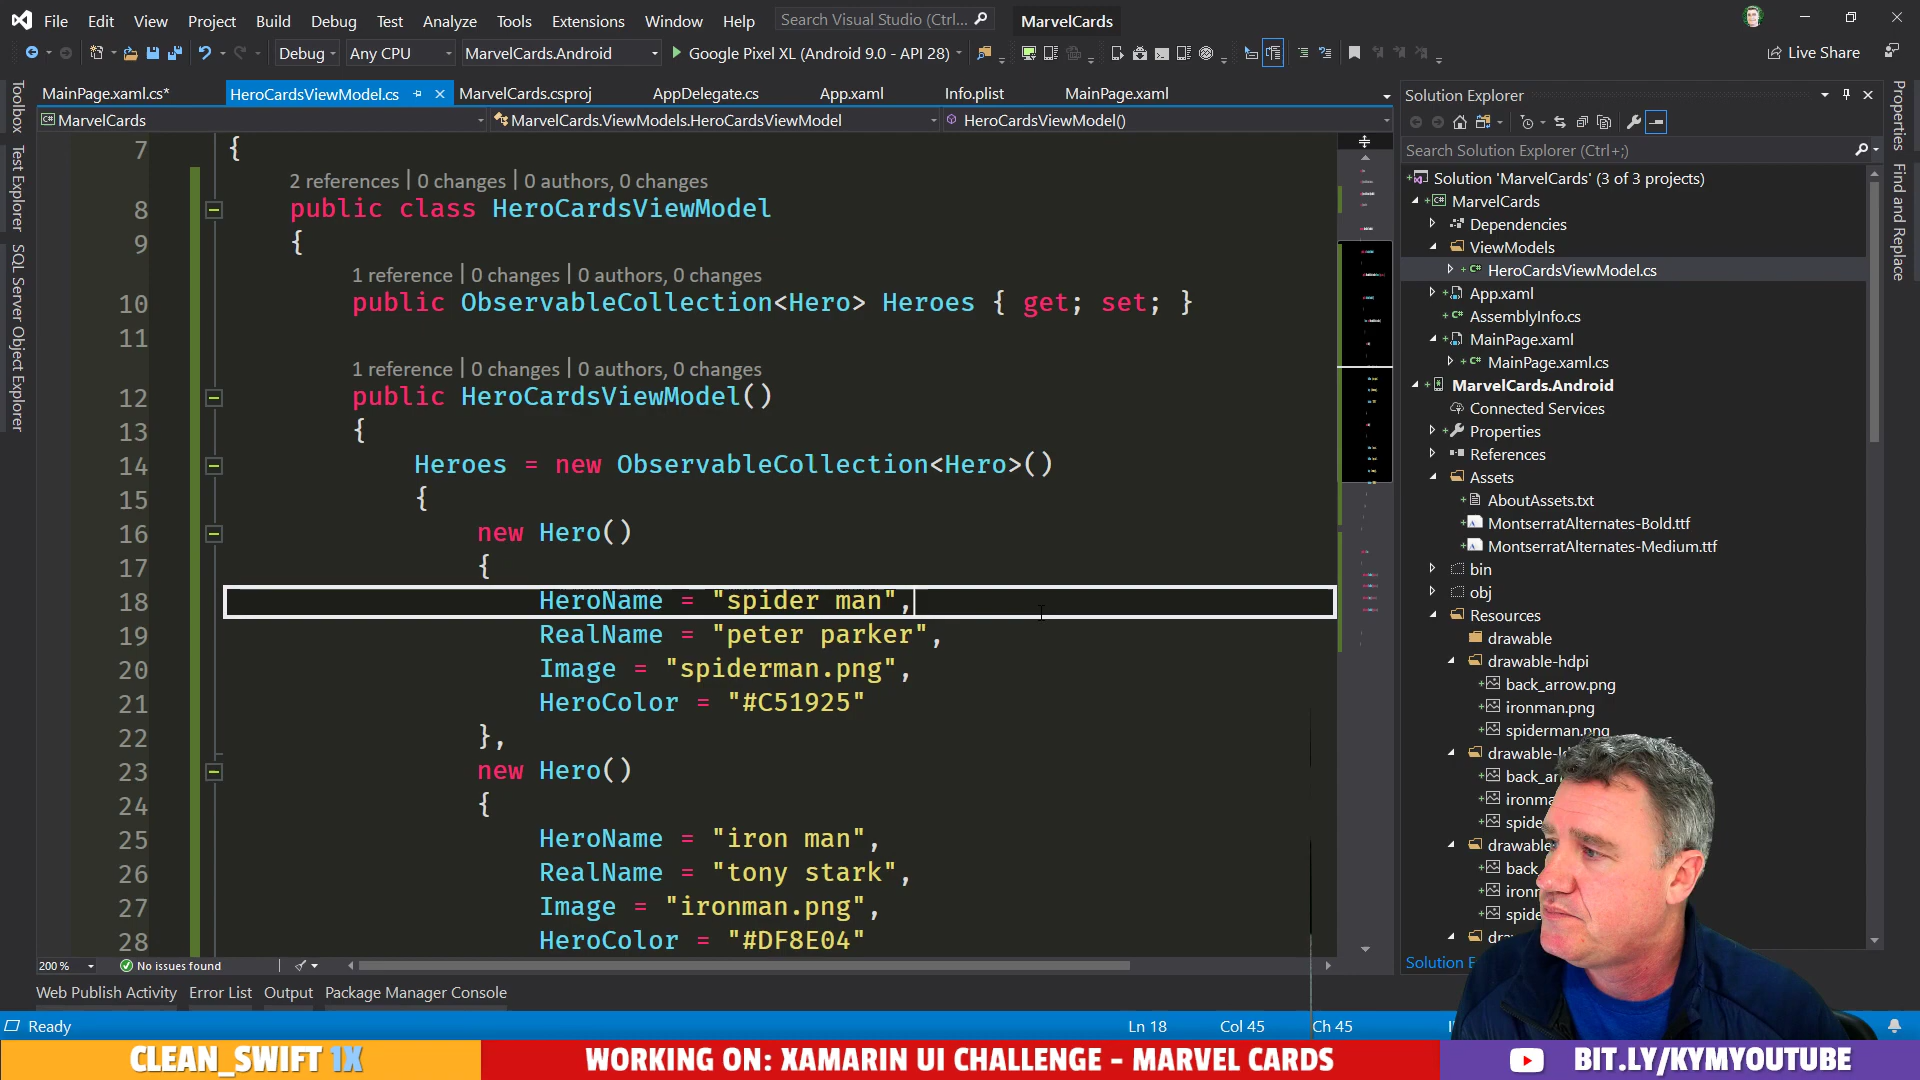 File Edit View Project Build Debug Test Analyze Tools Extensions Window Help Search Visual Studio (Ctrl... MarvelCards
Debug Any CPU MarvelCards.Android Google Pixel XL (Android 9.0 - API 28) Live Share
MainPage.xaml.cs* HeroCardsViewModel.cs MarvelCards.csproj AppDelegate.cs App.xaml Info.plist MainPage.xaml
MarvelCards MarvelCards.ViewModels.HeroCardsViewModel HeroCardsViewModel()
Toolbox
Test Explorer
SQL Server Object Explorer
7 {
2 references | 0 changes | 0 authors, 0 changes
8 public class HeroCardsViewModel
9 {
1 reference | 0 changes | 0 authors, 0 changes
10 public ObservableCollection<Hero> Heroes { get; set; }
11
1 reference | 0 changes | 0 authors, 0 changes
12 public HeroCardsViewModel()
13 {
14 Heroes = new ObservableCollection<Hero>()
15 {
16 new Hero()
17 {
18 HeroName = "spider man",
19 RealName = "peter parker",
20 Image = "spiderman.png",
21 HeroColor = "#C51925"
22 },
23 new Hero()
24 {
25 HeroName = "iron man",
26 RealName = "tony stark",
27 Image = "ironman.png",
28 HeroColor = "#DF8E04"
200 % No issues found
Solution Explorer
Search Solution Explorer (Ctrl+;)
Solution 'MarvelCards' (3 of 3 projects)
MarvelCards
Dependencies
ViewModels
HeroCardsViewModel.cs
App.xaml
AssemblyInfo.cs
MainPage.xaml
MainPage.xaml.cs
MarvelCards.Android
Connected Services
Properties
References
Assets
AboutAssets.txt
MontserratAlternates-Bold.ttf
MontserratAlternates-Medium.ttf
bin
obj
Resources
drawable
drawable-hdpi
back_arrow.png
ironman.png
spiderman.png
drawable-
back_ar
ironma
spide
drawable
back
iron
spide
dra
Solution E
Properties
Find and Replace
Web Publish Activity Error List Output Package Manager Console
Ready Ln 18 Col 45 Ch 45
CLEAN_SWIFT 1X WORKING ON: XAMARIN UI CHALLENGE - MARVEL CARDS BIT.LY/KYMYOUTUBE